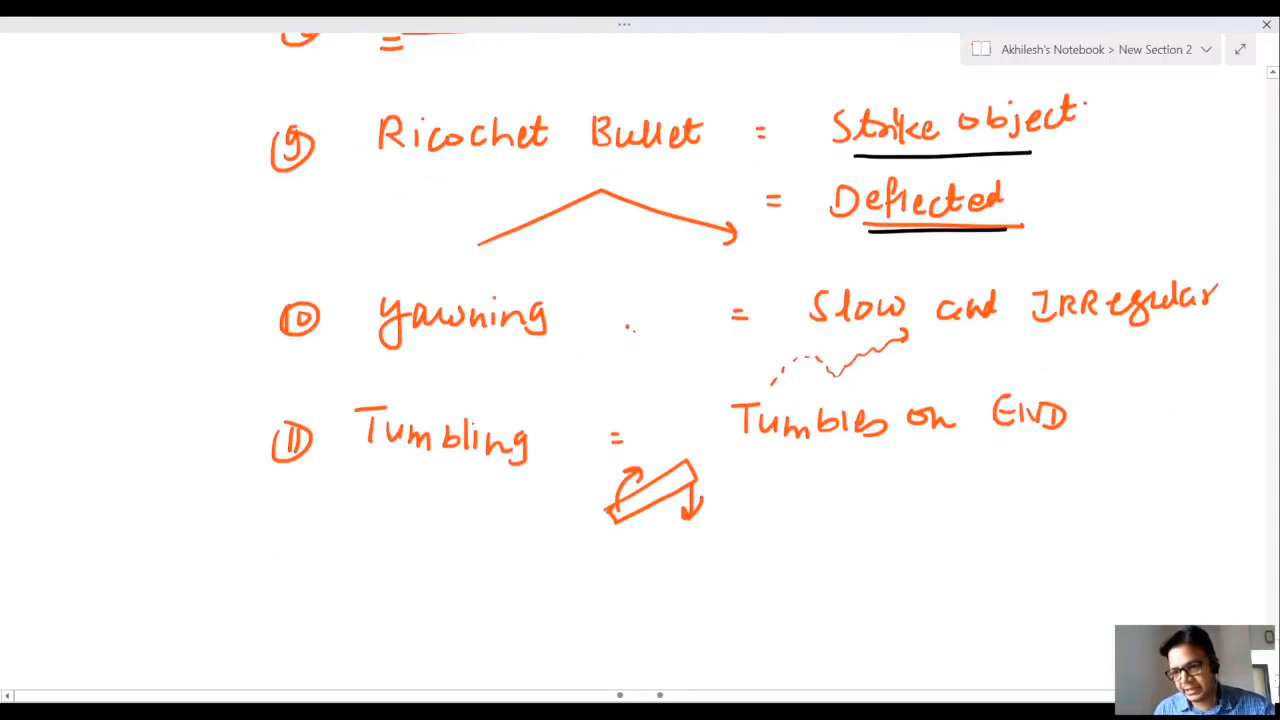 Akhilesh's Notebook > New Section 2
=
9 Ricochet Bullet = Strike object
= Deflected
10 Yawning = Slow and IRRegular
11 Tumbling = Tumbles on END